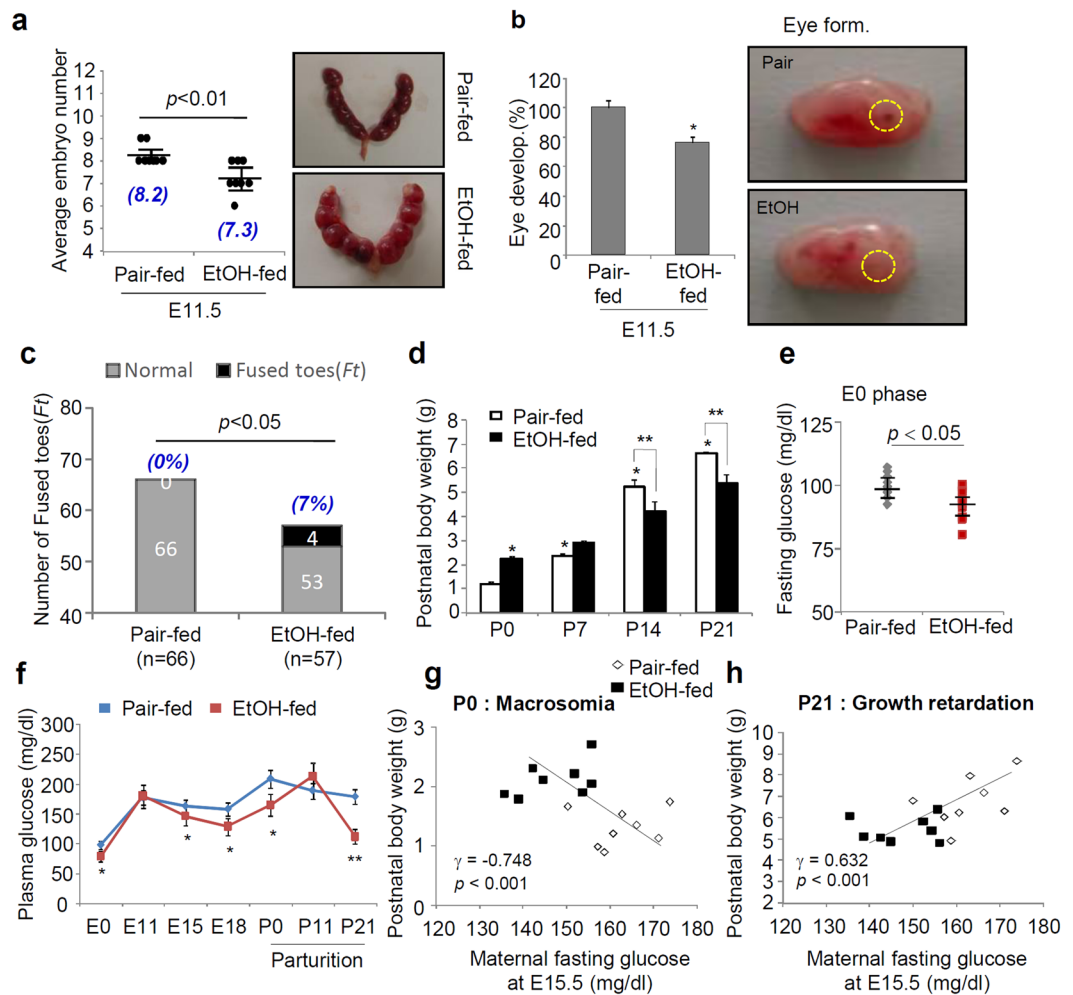 a
Average embryo number
12
11
10
9
8
7
6
5
4
p<0.01
(8.2)
(7.3)
Pair-fed
EtOH-fed
E11.5
Pair-fed
EtOH-fed
b
Eye form.
Eye develop.(%)
120
100
80
60
40
20
0
*
Pair-
fed
EtOH-
fed
E11.5
Pair
EtOH
c
Normal
Fused toes(Ft)
Number of Fused toes(Ft)
80
70
60
50
40
p<0.05
(0%)
0
66
(7%)
4
53
Pair-fed
(n=66)
EtOH-fed
(n=57)
d
Postnatal body weight (g)
8
7
6
5
4
3
2
1
0
Pair-fed
EtOH-fed
*
*
*
**
*
**
P0
P7
P14
P21
e
E0 phase
Fasting glucose (mg/dl)
125
100
75
50
p < 0.05
Pair-fed
EtOH-fed
f
Pair-fed
EtOH-fed
Plasma glucose (mg/dl)
300
250
200
150
100
50
0
*
*
*
*
**
E0
E11
E15
E18
P0
P11
P21
Parturition
g
Pair-fed
EtOH-fed
P0 : Macrosomia
Postnatal body weight (g)
3
2
1
0
γ = -0.748
p < 0.001
120
130
140
150
160
170
180
Maternal fasting glucose
at E15.5 (mg/dl)
h
P21 : Growth retardation
Postnatal body weight (g)
10
9
8
7
6
5
4
3
2
γ = 0.632
p < 0.001
120
130
140
150
160
170
180
Maternal fasting glucose
at E15.5 (mg/dl)